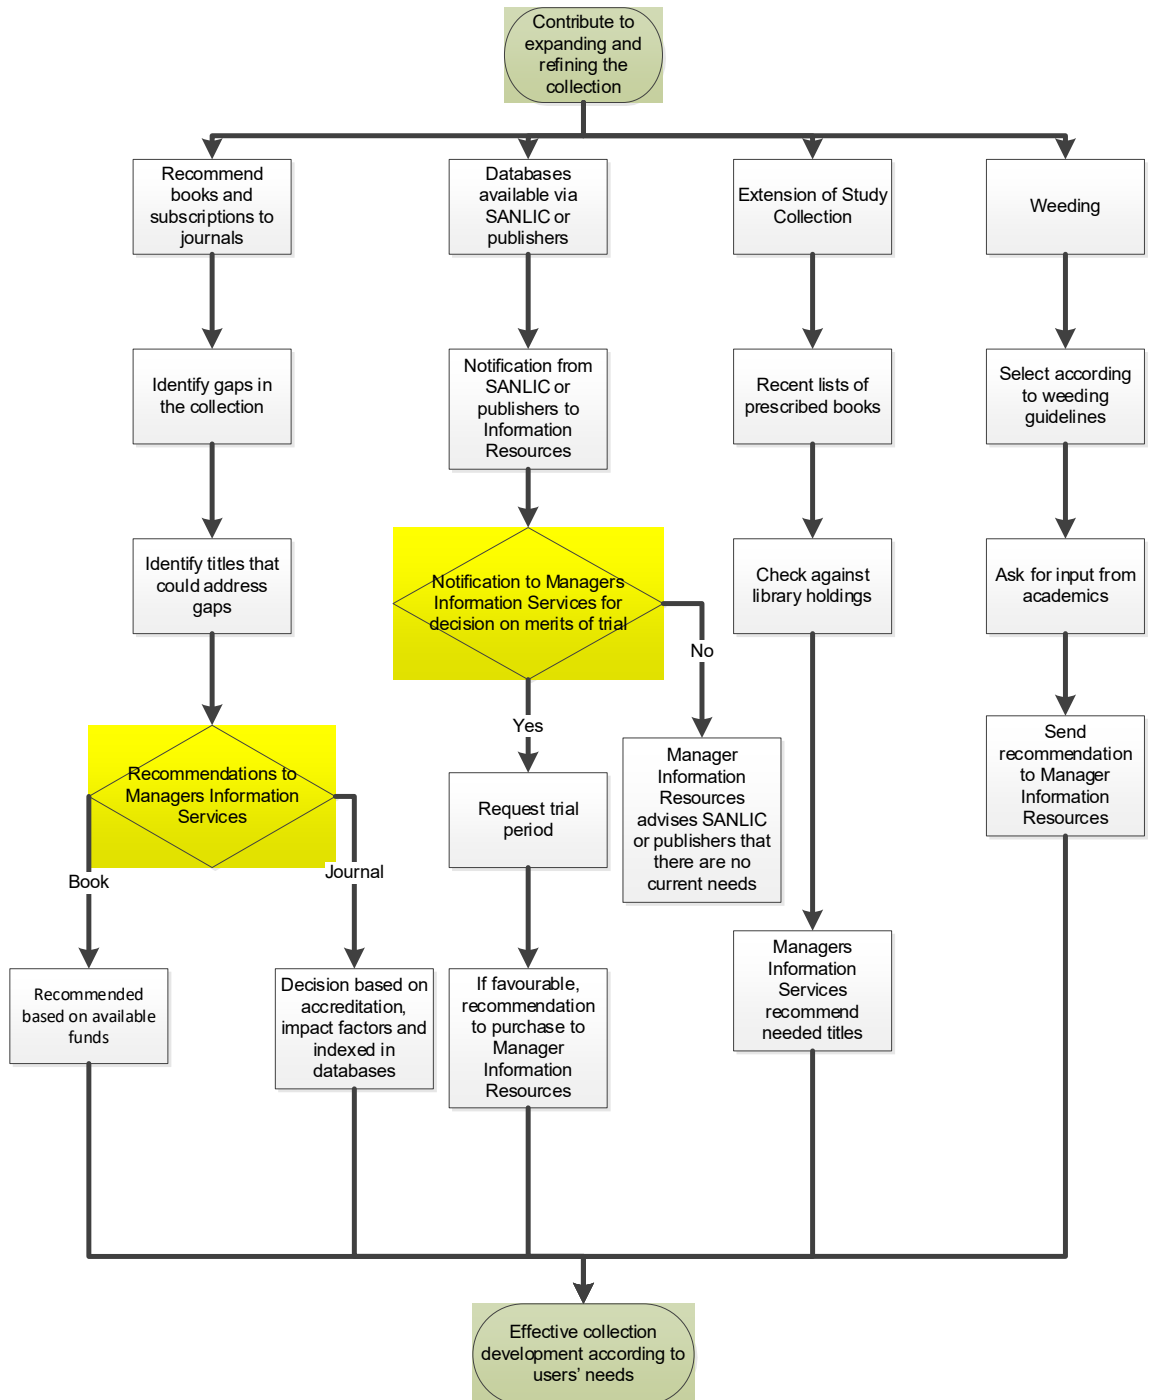 Contribute to
expanding and
refining the
collection
Recommend
books and
subscriptions to
journals
Databases
available via
SANLIC or
publishers
Extension of Study
Collection
Weeding
Identify gaps in
the collection
Notification from
SANLIC or
publishers to
Information
Resources
Recent lists of
prescribed books
Select according
to weeding
guidelines
Identify titles that
could address
gaps
Notification to Managers
Information Services for
decision on merits of trial
Check against
library holdings
Ask for input from
academics
No
Yes
Recommendations to
Managers Information
Services
Request trial
period
Manager
Information
Resources
advises SANLIC
or publishers that
there are no
current needs
Send
recommendation
to Manager
Information
Resources
Book
Journal
Recommended
based on available
funds
Decision based on
accreditation,
impact factors and
indexed in
databases
If favourable,
recommendation
to purchase to
Manager
Information
Resources
Managers
Information
Services
recommend
needed titles
Effective collection
development according to
users’ needs